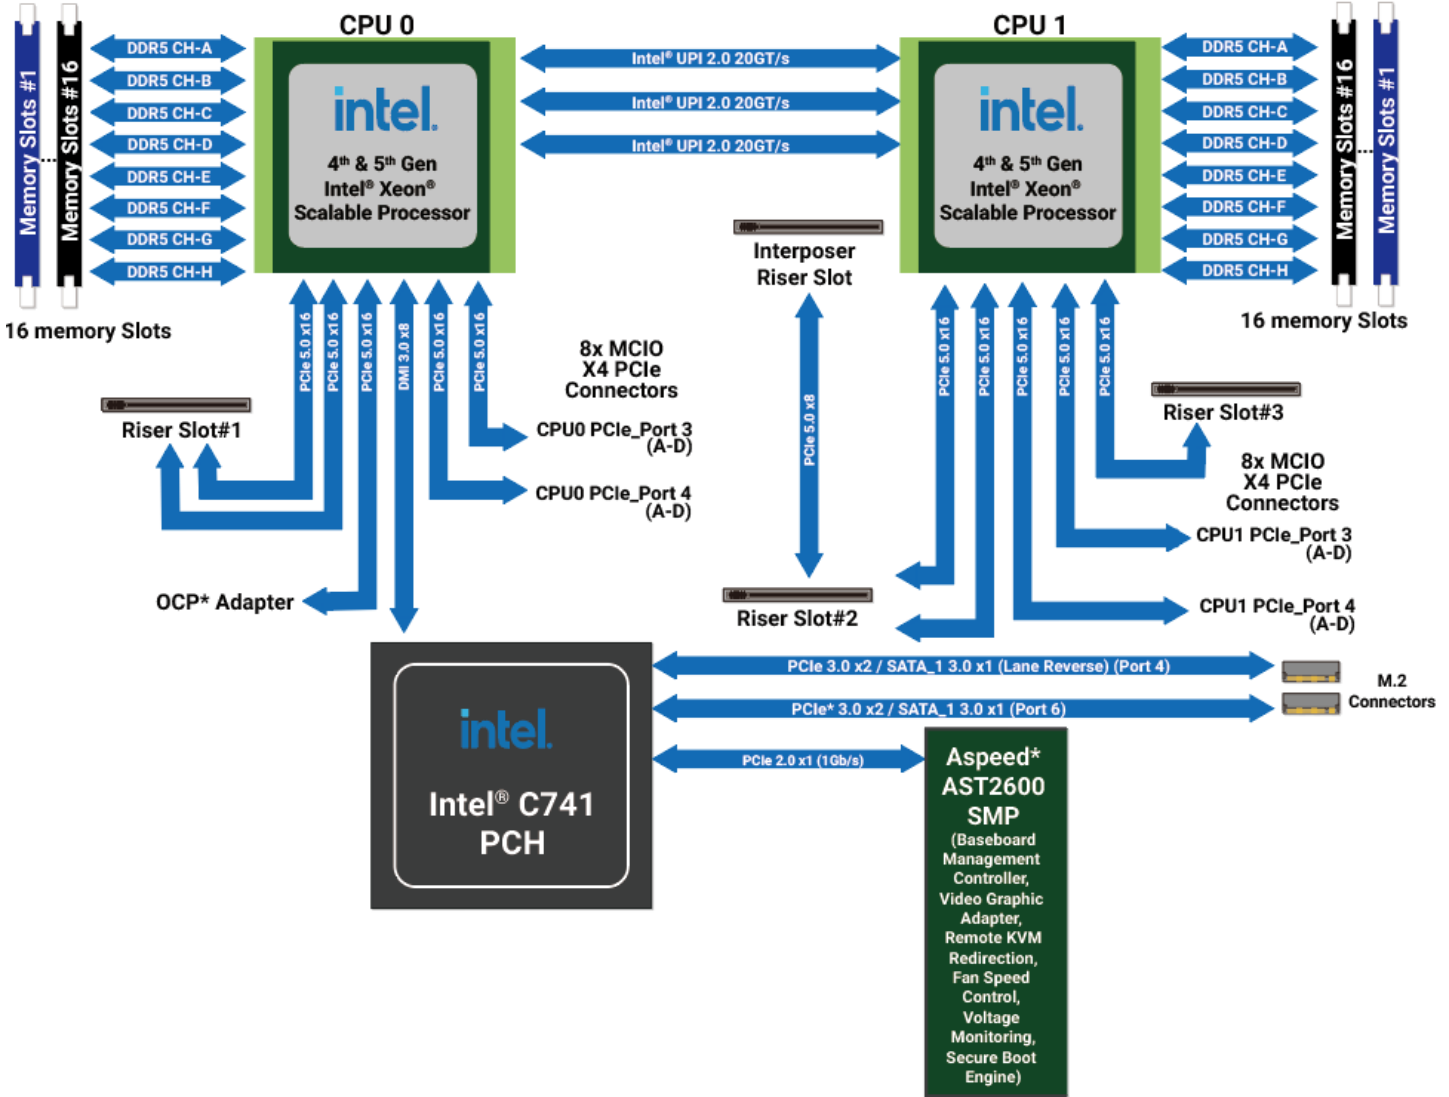 CPU 0
CPU 1
Memory Slots #1
Memory Slots #16
DDR5 CH-A
DDR5 CH-B
DDR5 CH-C
DDR5 CH-D
DDR5 CH-E
DDR5 CH-F
DDR5 CH-G
DDR5 CH-H
16 memory Slots
intel.
4th & 5th Gen
Intel® Xeon®
Scalable Processor
Intel® UPI 2.0 20GT/s
Intel® UPI 2.0 20GT/s
Intel® UPI 2.0 20GT/s
intel.
4th & 5th Gen
Intel® Xeon®
Scalable Processor
DDR5 CH-A
DDR5 CH-B
DDR5 CH-C
DDR5 CH-D
DDR5 CH-E
DDR5 CH-F
DDR5 CH-G
DDR5 CH-H
Memory Slots #16
Memory Slots #1
16 memory Slots
PCIe 5.0 x16
PCIe 5.0 x16
PCIe 5.0 x16
DMI 3.0 x8
PCIe 5.0 x16
PCIe 5.0 x16
Riser Slot#1
8x MCIO
X4 PCIe
Connectors
CPU0 PCIe_Port 3
(A-D)
CPU0 PCIe_Port 4
(A-D)
OCP* Adapter
Interposer
Riser Slot
PCIe 5.0 x8
Riser Slot#2
PCIe 5.0 x16
PCIe 5.0 x16
PCIe 5.0 x16
PCIe 5.0 x16
PCIe 5.0 x16
Riser Slot#3
8x MCIO
X4 PCIe
Connectors
CPU1 PCIe_Port 3
(A-D)
CPU1 PCIe_Port 4
(A-D)
intel.
Intel® C741
PCH
PCIe 3.0 x2 / SATA_1 3.0 x1 (Lane Reverse) (Port 4)
PCIe* 3.0 x2 / SATA_1 3.0 x1 (Port 6)
M.2
Connectors
PCIe 2.0 x1 (1Gb/s)
Aspeed*
AST2600
SMP
(Baseboard
Management
Controller,
Video Graphic
Adapter,
Remote KVM
Redirection,
Fan Speed
Control,
Voltage
Monitoring,
Secure Boot
Engine)